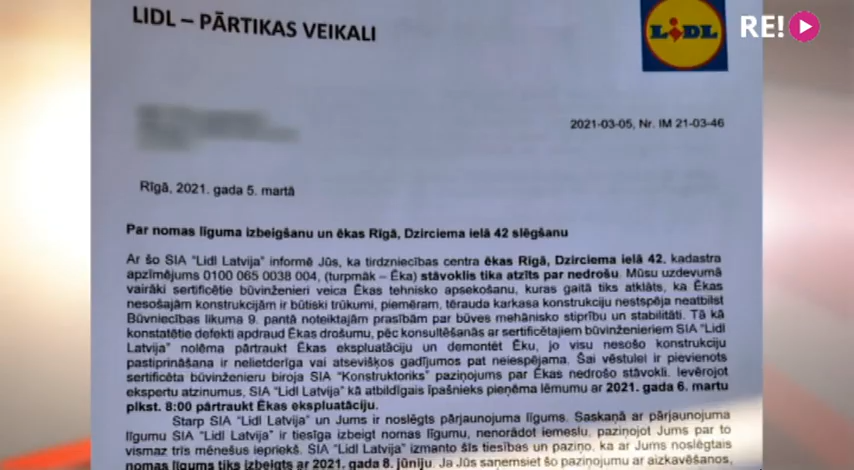 LIDL – PĀRTIKAS VEIKALI
LiDL
RE!
2021-03-05, Nr. IM 21-03-46
Rīgā, 2021. gada 5. martā
Par nomas līguma izbeigšanu un ēkas Rīgā, Dzirciema ielā 42 slēgšanu
Ar šo SIA "Lidl Latvija" informē Jūs, ka tirdzniecības centra ēkas Rīgā, Dzirciema ielā 42, kadastra
apzīmējums 0100 065 0038 004, (turpmāk – Ēka) stāvoklis tika atzīts par nedrošu. Mūsu uzdevumā
vairāki sertificētie būvinženieri veica Ēkas tehnisko apsekošanu, kuras gaitā tiks atklāts, ka Ēkas
nesošajām konstrukcijām ir būtiski trūkumi, piemēram, tērauda karkasa konstrukciju nestspēja neatbilst
Būvniecības likuma 9. pantā noteiktajām prasībām par būves mehānisko stiprību un stabilitāti. Tā kā
konstatētie defekti apdraud Ēkas drošumu, pēc konsultēšanās ar sertificētajiem būvinženieriem SIA "Lidl
Latvija" nolēma pārtraukt Ēkas ekspluatāciju un demontēt Ēku, jo visu nesošo konstrukciju
pastiprināšana ir nelietderīga vai atsevišķos gadījumos pat neiespējama. Šai vēstulei ir pievienots
sertificēta būvinženieru biroja SIA "Konstruktoriks" paziņojums par Ēkas nedrošo stāvokli. Ievērojot
ekspertu atzinumus, SIA "Lidl Latvija" kā atbildīgais īpašnieks pieņēma lēmumu ar 2021. gada 6. martu
plkst. 8:00 pārtraukt Ēkas ekspluatāciju.
Starp SIA "Lidl Latvija" un Jums ir noslēgts pārjaunojuma līgums. Saskaņā ar pārjaunojuma
līgumu SIA "Lidl Latvija" ir tiesīga izbeigt nomas līgumu, nenorādot iemeslu, paziņojot Jums par to
vismaz trīs mēnešus iepriekš. SIA "Lidl Latvija" izmanto šīs tiesības un paziņo, ka ar Jums noslēgtais
nomas līgums tiks izbeigts ar 2021. gada 8. jūniju. Ja Jūs saņemsiet šo paziņojumu ar aizkavēšanos,